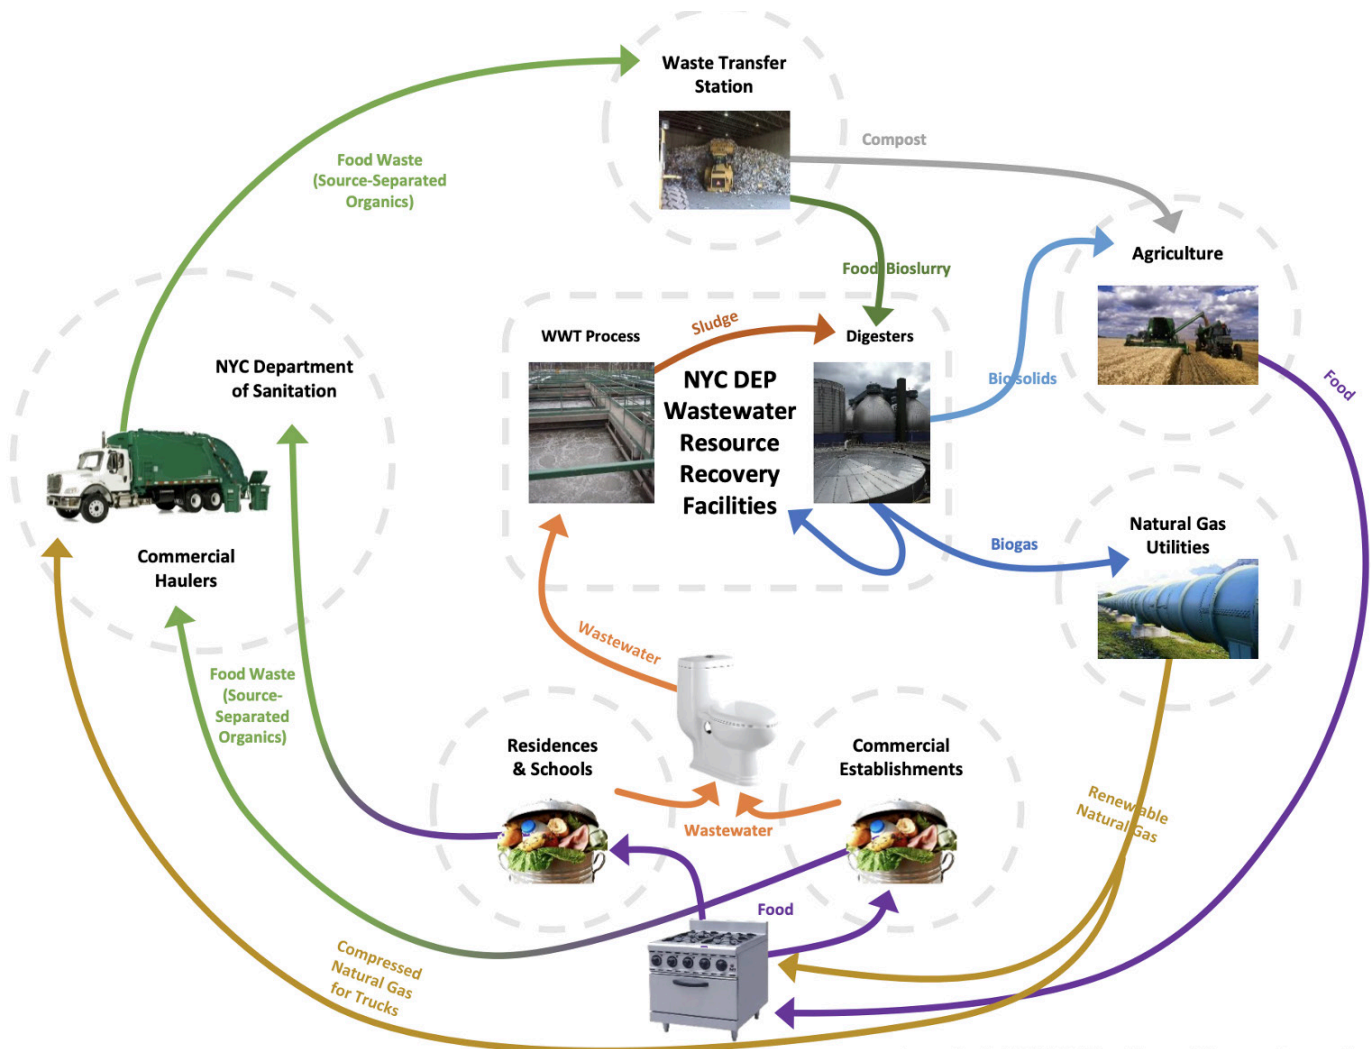 Waste Transfer
Station
Compost
Food Waste
(Source-Separated
Organics)
Agriculture
Food Bioslurry
WWT Process
Sludge
Digesters
NYC Department
of Sanitation
NYC DEP
Wastewater
Resource
Recovery
Facilities
Biosolids
Food
Natural Gas
Utilities
Biogas
Commercial
Haulers
Wastewater
Food Waste
(Source-
Separated
Organics)
Residences
& Schools
Commercial
Establishments
Wastewater
Renewable
Natural Gas
Food
Compressed
Natural Gas
for Trucks